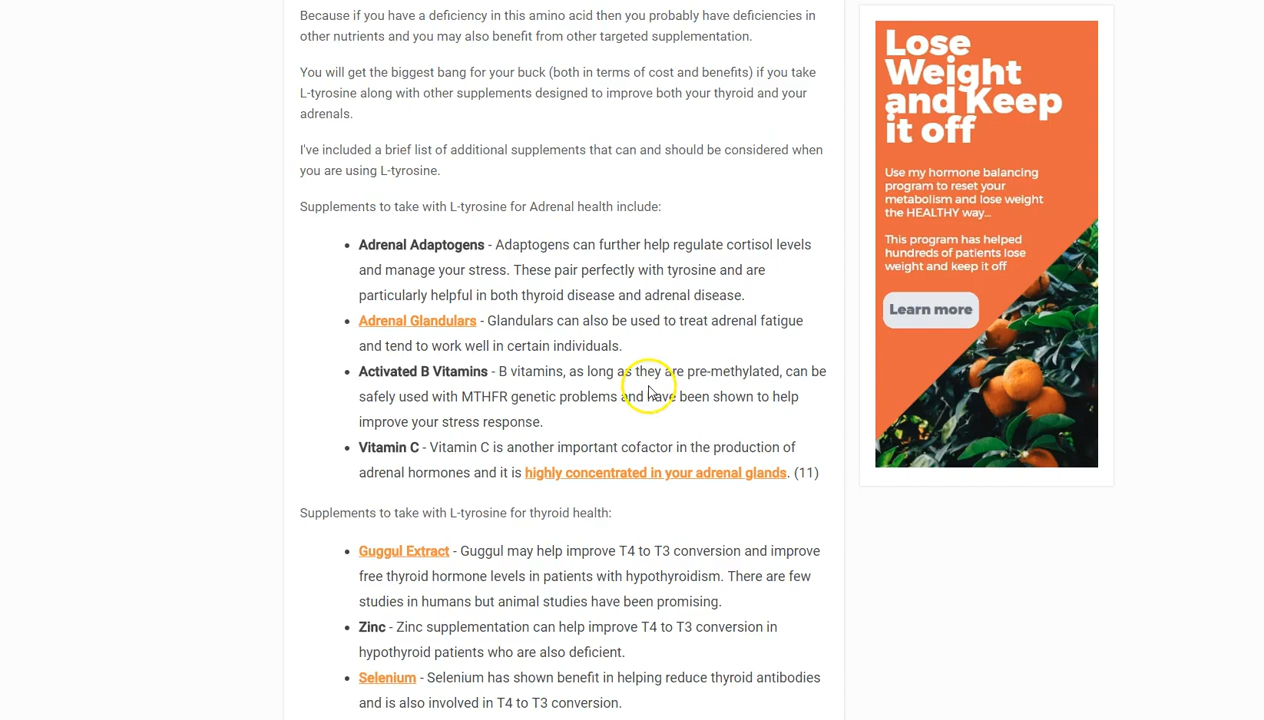 Because if you have a deficiency in this amino acid then you probably have deficiencies in
other nutrients and you may also benefit from other targeted supplementation.
You will get the biggest bang for your buck (both in terms of cost and benefits) if you take
L-tyrosine along with other supplements designed to improve both your thyroid and your
adrenals.
I've included a brief list of additional supplements that can and should be considered when
you are using L-tyrosine.
Supplements to take with L-tyrosine for Adrenal health include:
• Adrenal Adaptogens - Adaptogens can further help regulate cortisol levels
and manage your stress. These pair perfectly with tyrosine and are
particularly helpful in both thyroid disease and adrenal disease.
• Adrenal Glandulars - Glandulars can also be used to treat adrenal fatigue
and tend to work well in certain individuals.
• Activated B Vitamins - B vitamins, as long as they are pre-methylated, can be
safely used with MTHFR genetic problems and have been shown to help
improve your stress response.
• Vitamin C - Vitamin C is another important cofactor in the production of
adrenal hormones and it is highly concentrated in your adrenal glands. (11)
Supplements to take with L-tyrosine for thyroid health:
• Guggul Extract - Guggul may help improve T4 to T3 conversion and improve
free thyroid hormone levels in patients with hypothyroidism. There are few
studies in humans but animal studies have been promising.
• Zinc - Zinc supplementation can help improve T4 to T3 conversion in
hypothyroid patients who are also deficient.
• Selenium - Selenium has shown benefit in helping reduce thyroid antibodies
and is also involved in T4 to T3 conversion.
Lose
Weight
and Keep
it off
Use my hormone balancing
program to reset your
metabolism and lose weight
the HEALTHY way...
This program has helped
hundreds of patients lose
weight and keep it off
Learn more